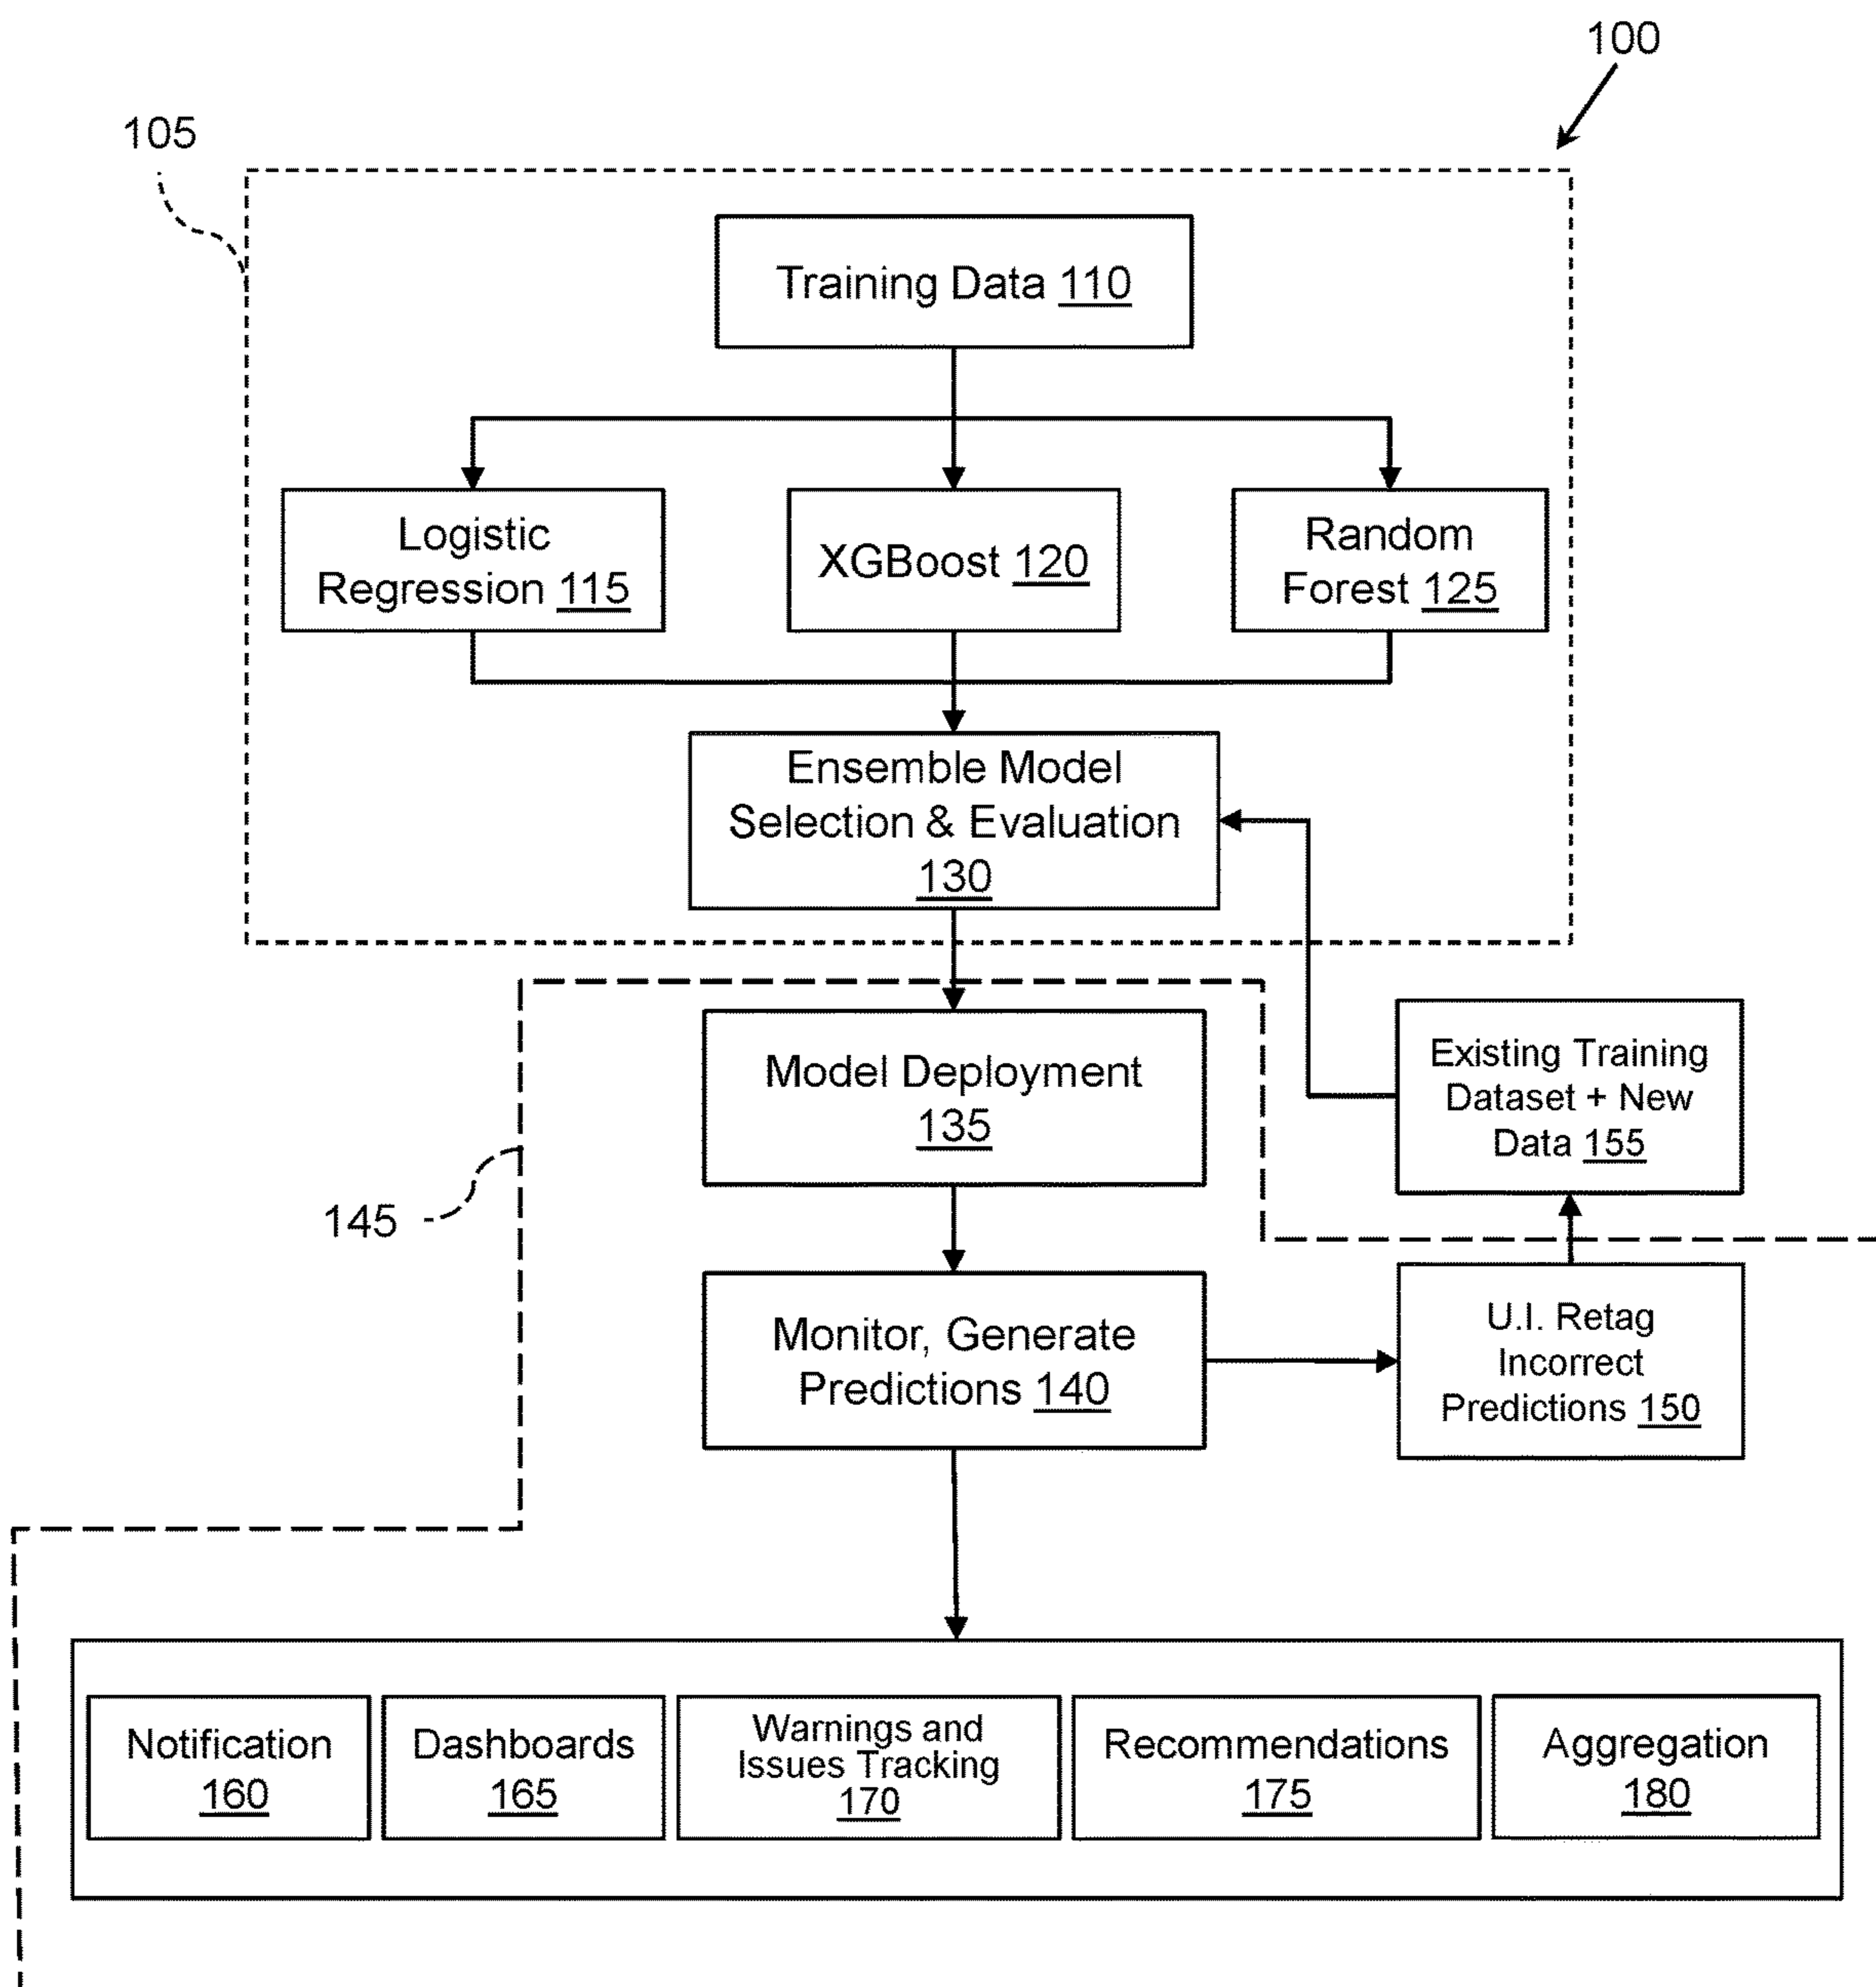 100
105
Training Data 110
Logistic
Regression 115
XGBoost 120
Random
Forest 125
Ensemble Model
Selection & Evaluation
130
Model Deployment
135
Existing Training
Dataset + New
Data 155
145
Monitor, Generate
Predictions 140
U.I. Retag
Incorrect
Predictions 150
Notification
160
Dashboards
165
Warnings and
Issues Tracking
170
Recommendations
175
Aggregation
180